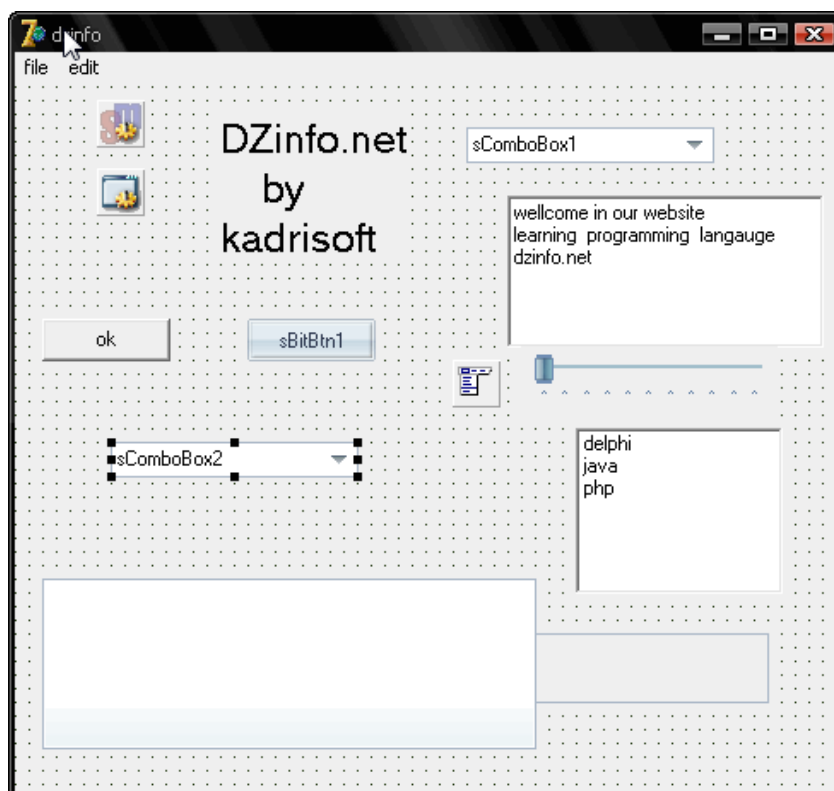 dzinfo
file edit
DZinfo.net
by
kadrisoft
sComboBox1
wellcome in our website
learning programming langauge
dzinfo.net
ok
sBitBtn1
sComboBox2
delphi
java
php